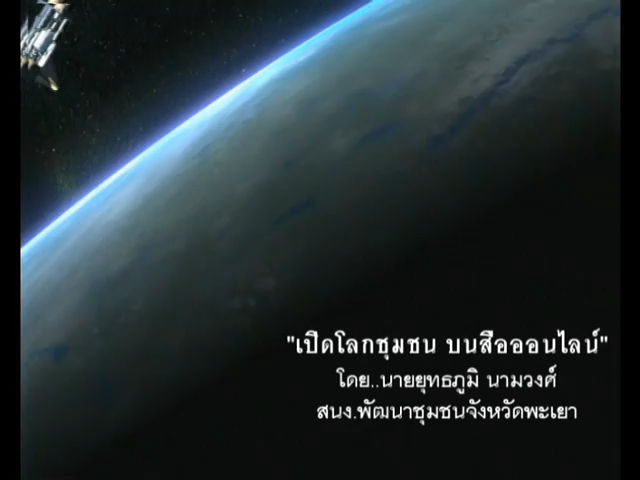 "เปิดโลกชุมชน บนสื่อออนไลน์"
โดย..นายยุทธภูมิ นามวงศ์
สนง.พัฒนาชุมชนจังหวัดพะเยา